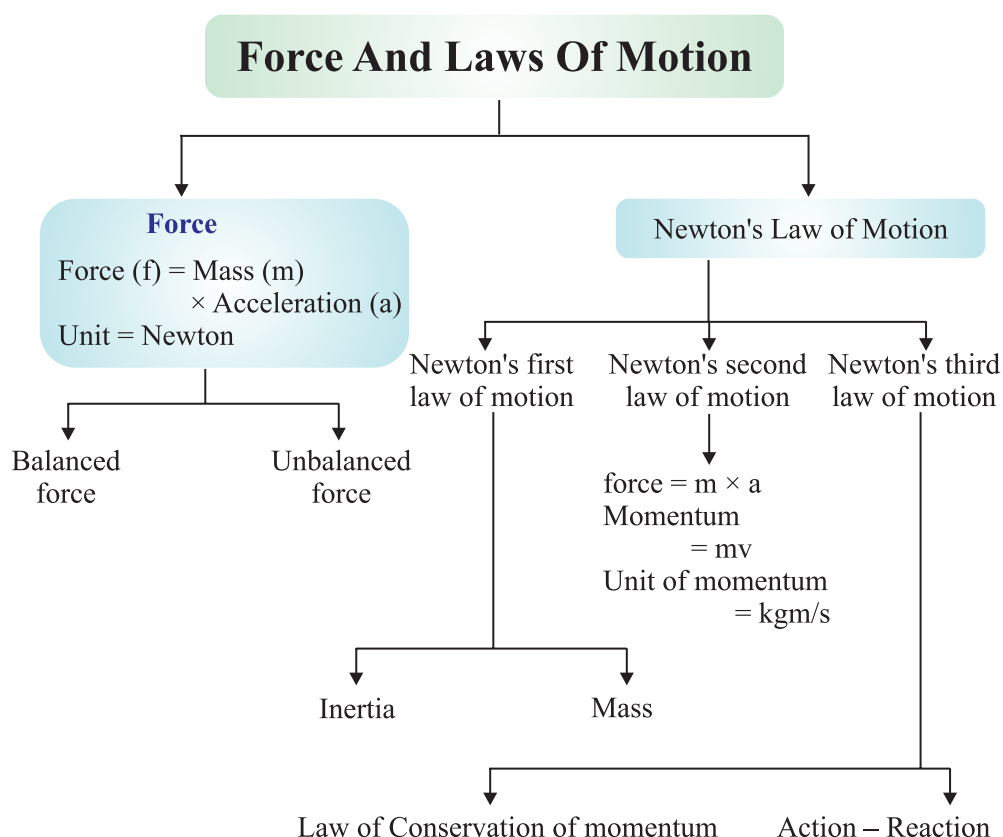 Force And Laws Of Motion
Force
Force (f) = Mass (m)
× Acceleration (a)
Unit = Newton
Balanced
force
Unbalanced
force
Newton's Law of Motion
Newton's first
law of motion
Newton's second
law of motion
Newton's third
law of motion
force = m × a
Momentum
= mv
Unit of momentum
= kgm/s
Inertia
Mass
Law of Conservation of momentum
Action – Reaction